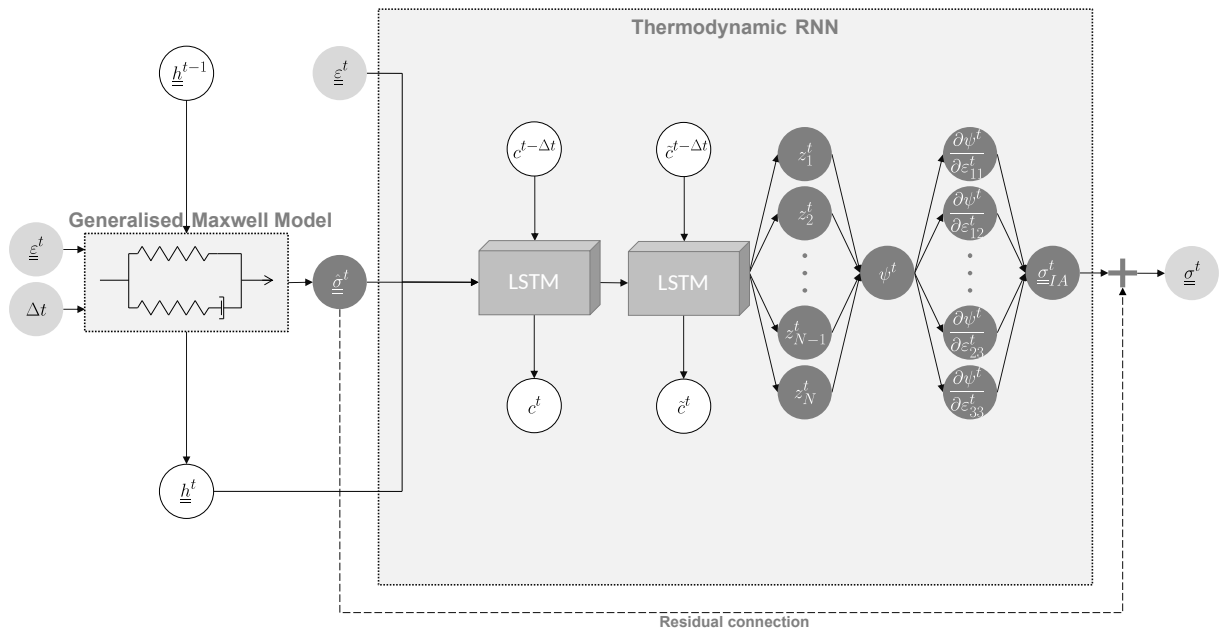 Thermodynamic RNN
h^{t-1}
ε^t
c^{t-Δt}
c̃^{t-Δt}
z_1^t
∂ψ^t
∂ε_{11}^t
Generalised Maxwell Model
z_2^t
∂ψ^t
∂ε_{12}^t
ε^t
Δt
σ̂^t
LSTM
LSTM
ψ^t
σ_{IA}^t
+
σ^t
z_{N-1}^t
∂ψ^t
∂ε_{23}^t
c^t
c̃^t
z_N^t
∂ψ^t
∂ε_{33}^t
h^t
Residual connection